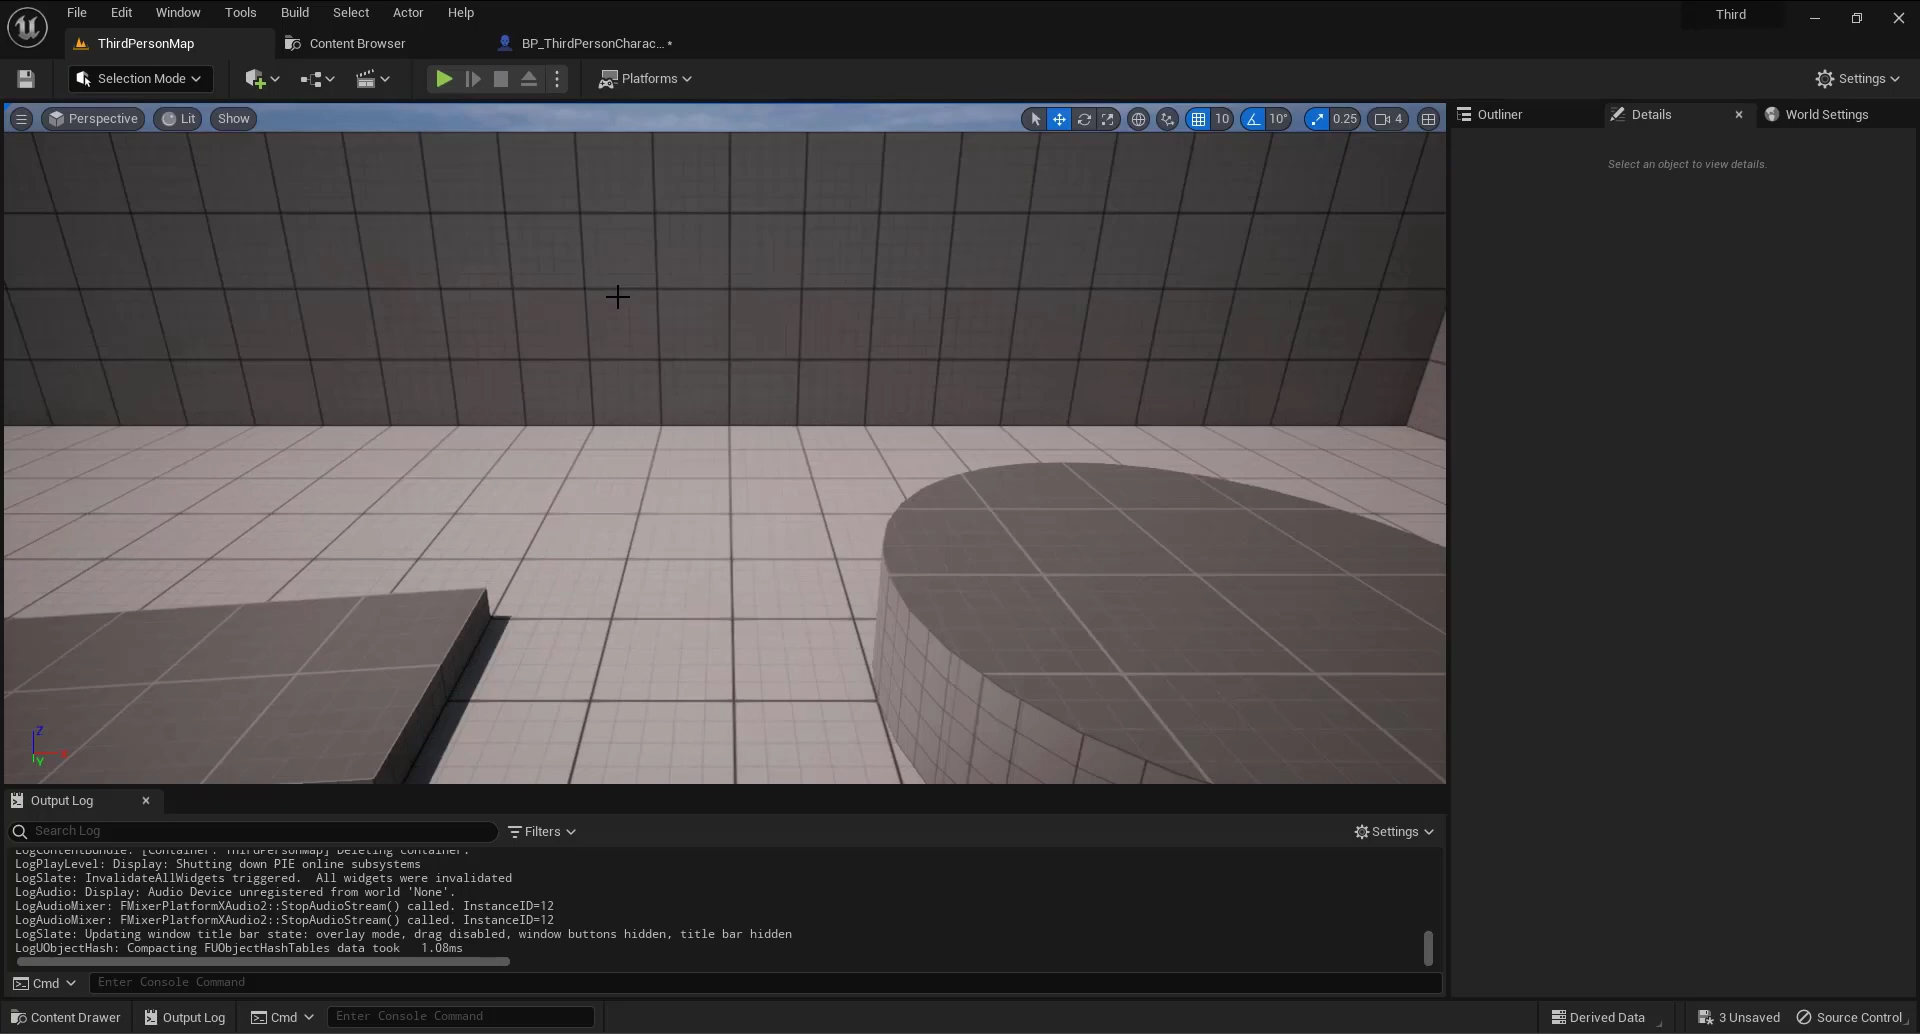 File Edit Window Tools Build Select Actor Help
Third
ThirdPersonMap
Content Browser
BP_ThirdPersonCharac... *
Selection Mode
Platforms
Settings
Perspective
Lit
Show
10
10°
0.25
4
Outliner
Details
World Settings
Select an object to view details.
Z
Y
Output Log
Search Log
Filters
Settings
LogContentBundle: [Container: ThirdPersonMap] Deleting container.
LogPlayLevel: Display: Shutting down PIE online subsystems
LogSlate: InvalidateAllWidgets triggered.  All widgets were invalidated
LogAudio: Display: Audio Device unregistered from world 'None'.
LogAudioMixer: FMixerPlatformXAudio2::StopAudioStream() called. InstanceID=12
LogAudioMixer: FMixerPlatformXAudio2::StopAudioStream() called. InstanceID=12
LogSlate: Updating window title bar state: overlay mode, drag disabled, window buttons hidden, title bar hidden
LogUObjectHash: Compacting FUObjectHashTables data took   1.08ms
Cmd
Enter Console Command
Content Drawer
Output Log
Cmd
Enter Console Command
Derived Data
3 Unsaved
Source Control